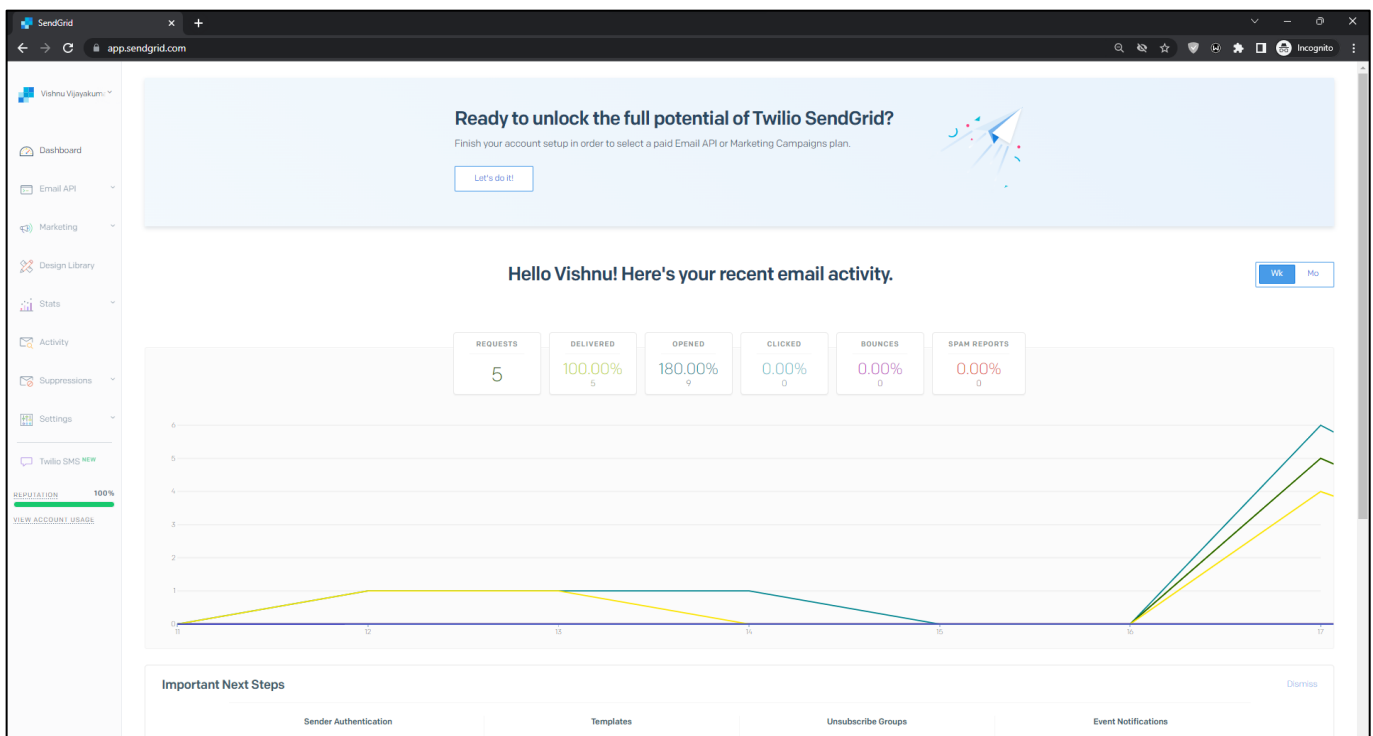 SendGrid
app.sendgrid.com
Incognito
Vishnu Vijayakum
Dashboard
Email API
Marketing
Design Library
Stats
Activity
Suppressions
Settings
Twilio SMS NEW
REPUTATION 100%
VIEW ACCOUNT USAGE
Ready to unlock the full potential of Twilio SendGrid?
Finish your account setup in order to select a paid Email API or Marketing Campaigns plan.
Let's do it!
Hello Vishnu! Here's your recent email activity.
Wk Mo
REQUESTS DELIVERED OPENED CLICKED BOUNCES SPAM REPORTS
5 100.00% 180.00% 0.00% 0.00% 0.00%
5 9 0 0 0
6
5
4
3
2
1
0
11 12 13 14 15 16 17
Important Next Steps Dismiss
Sender Authentication Templates Unsubscribe Groups Event Notifications